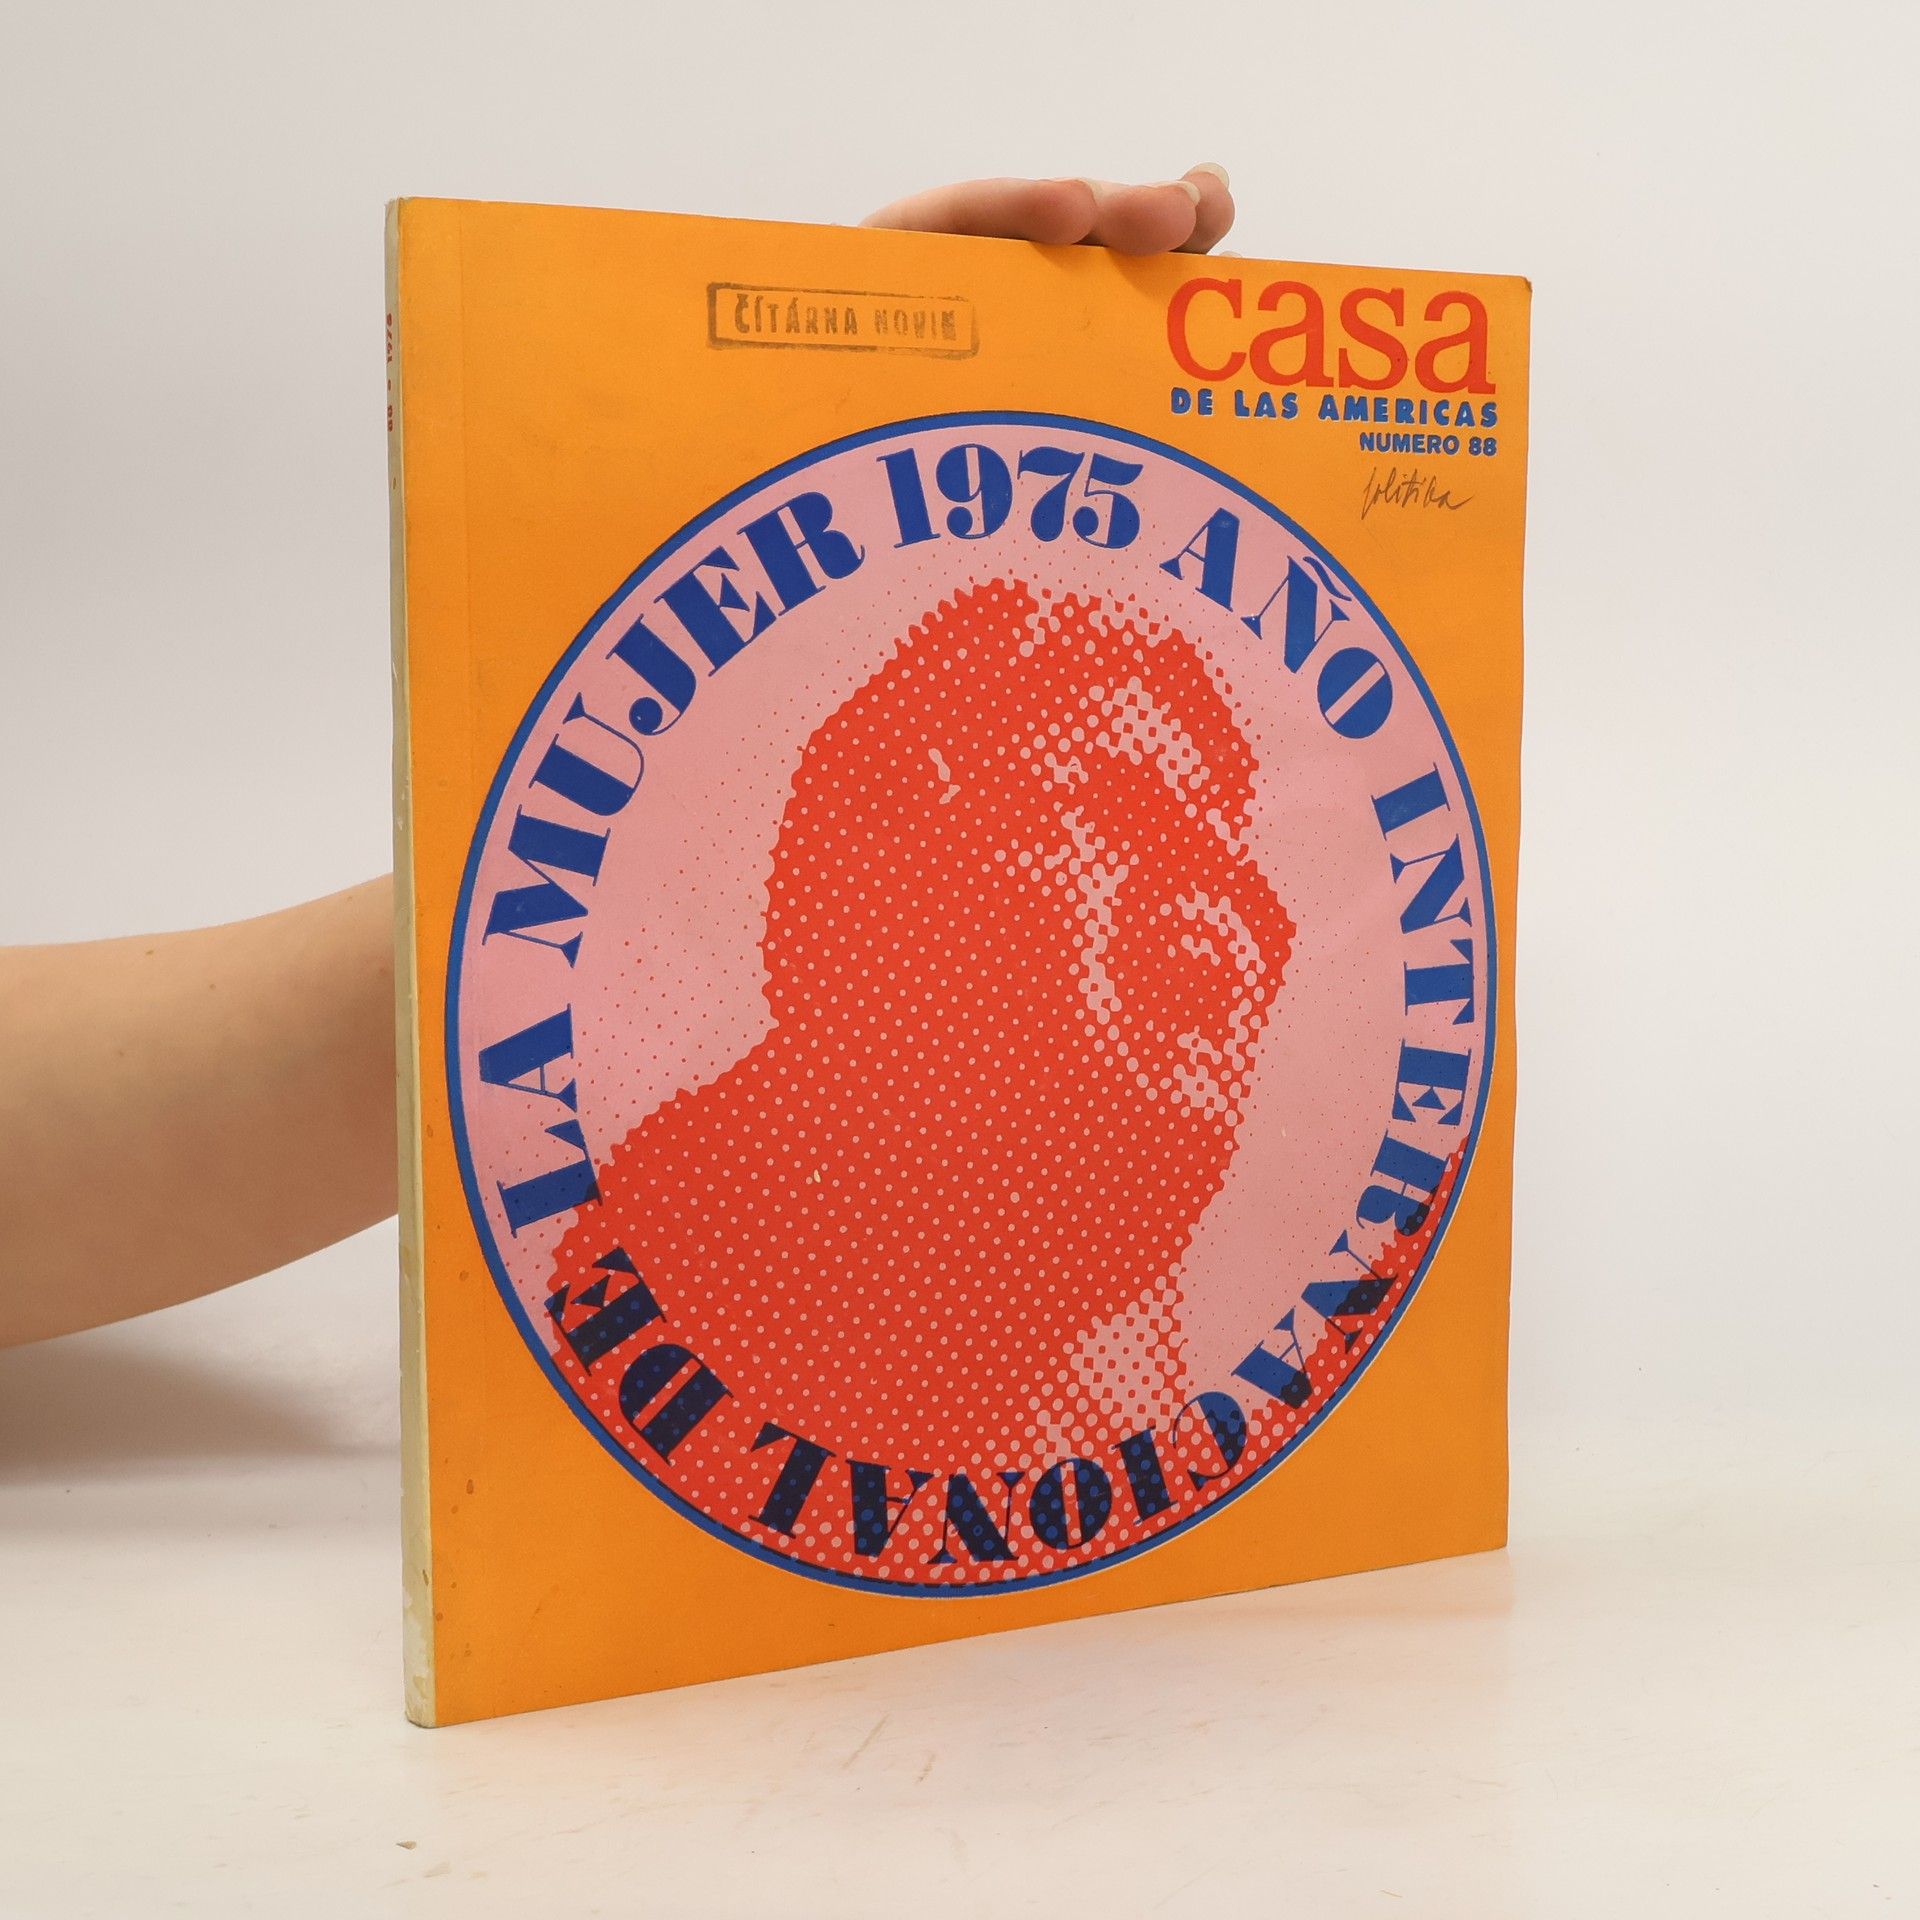 ČÍTÁRNA NOVIN
casa
DE LAS AMERICAS
NUMERO 88
politika
1975 AÑO INTERNACIONAL DE LA MUJER